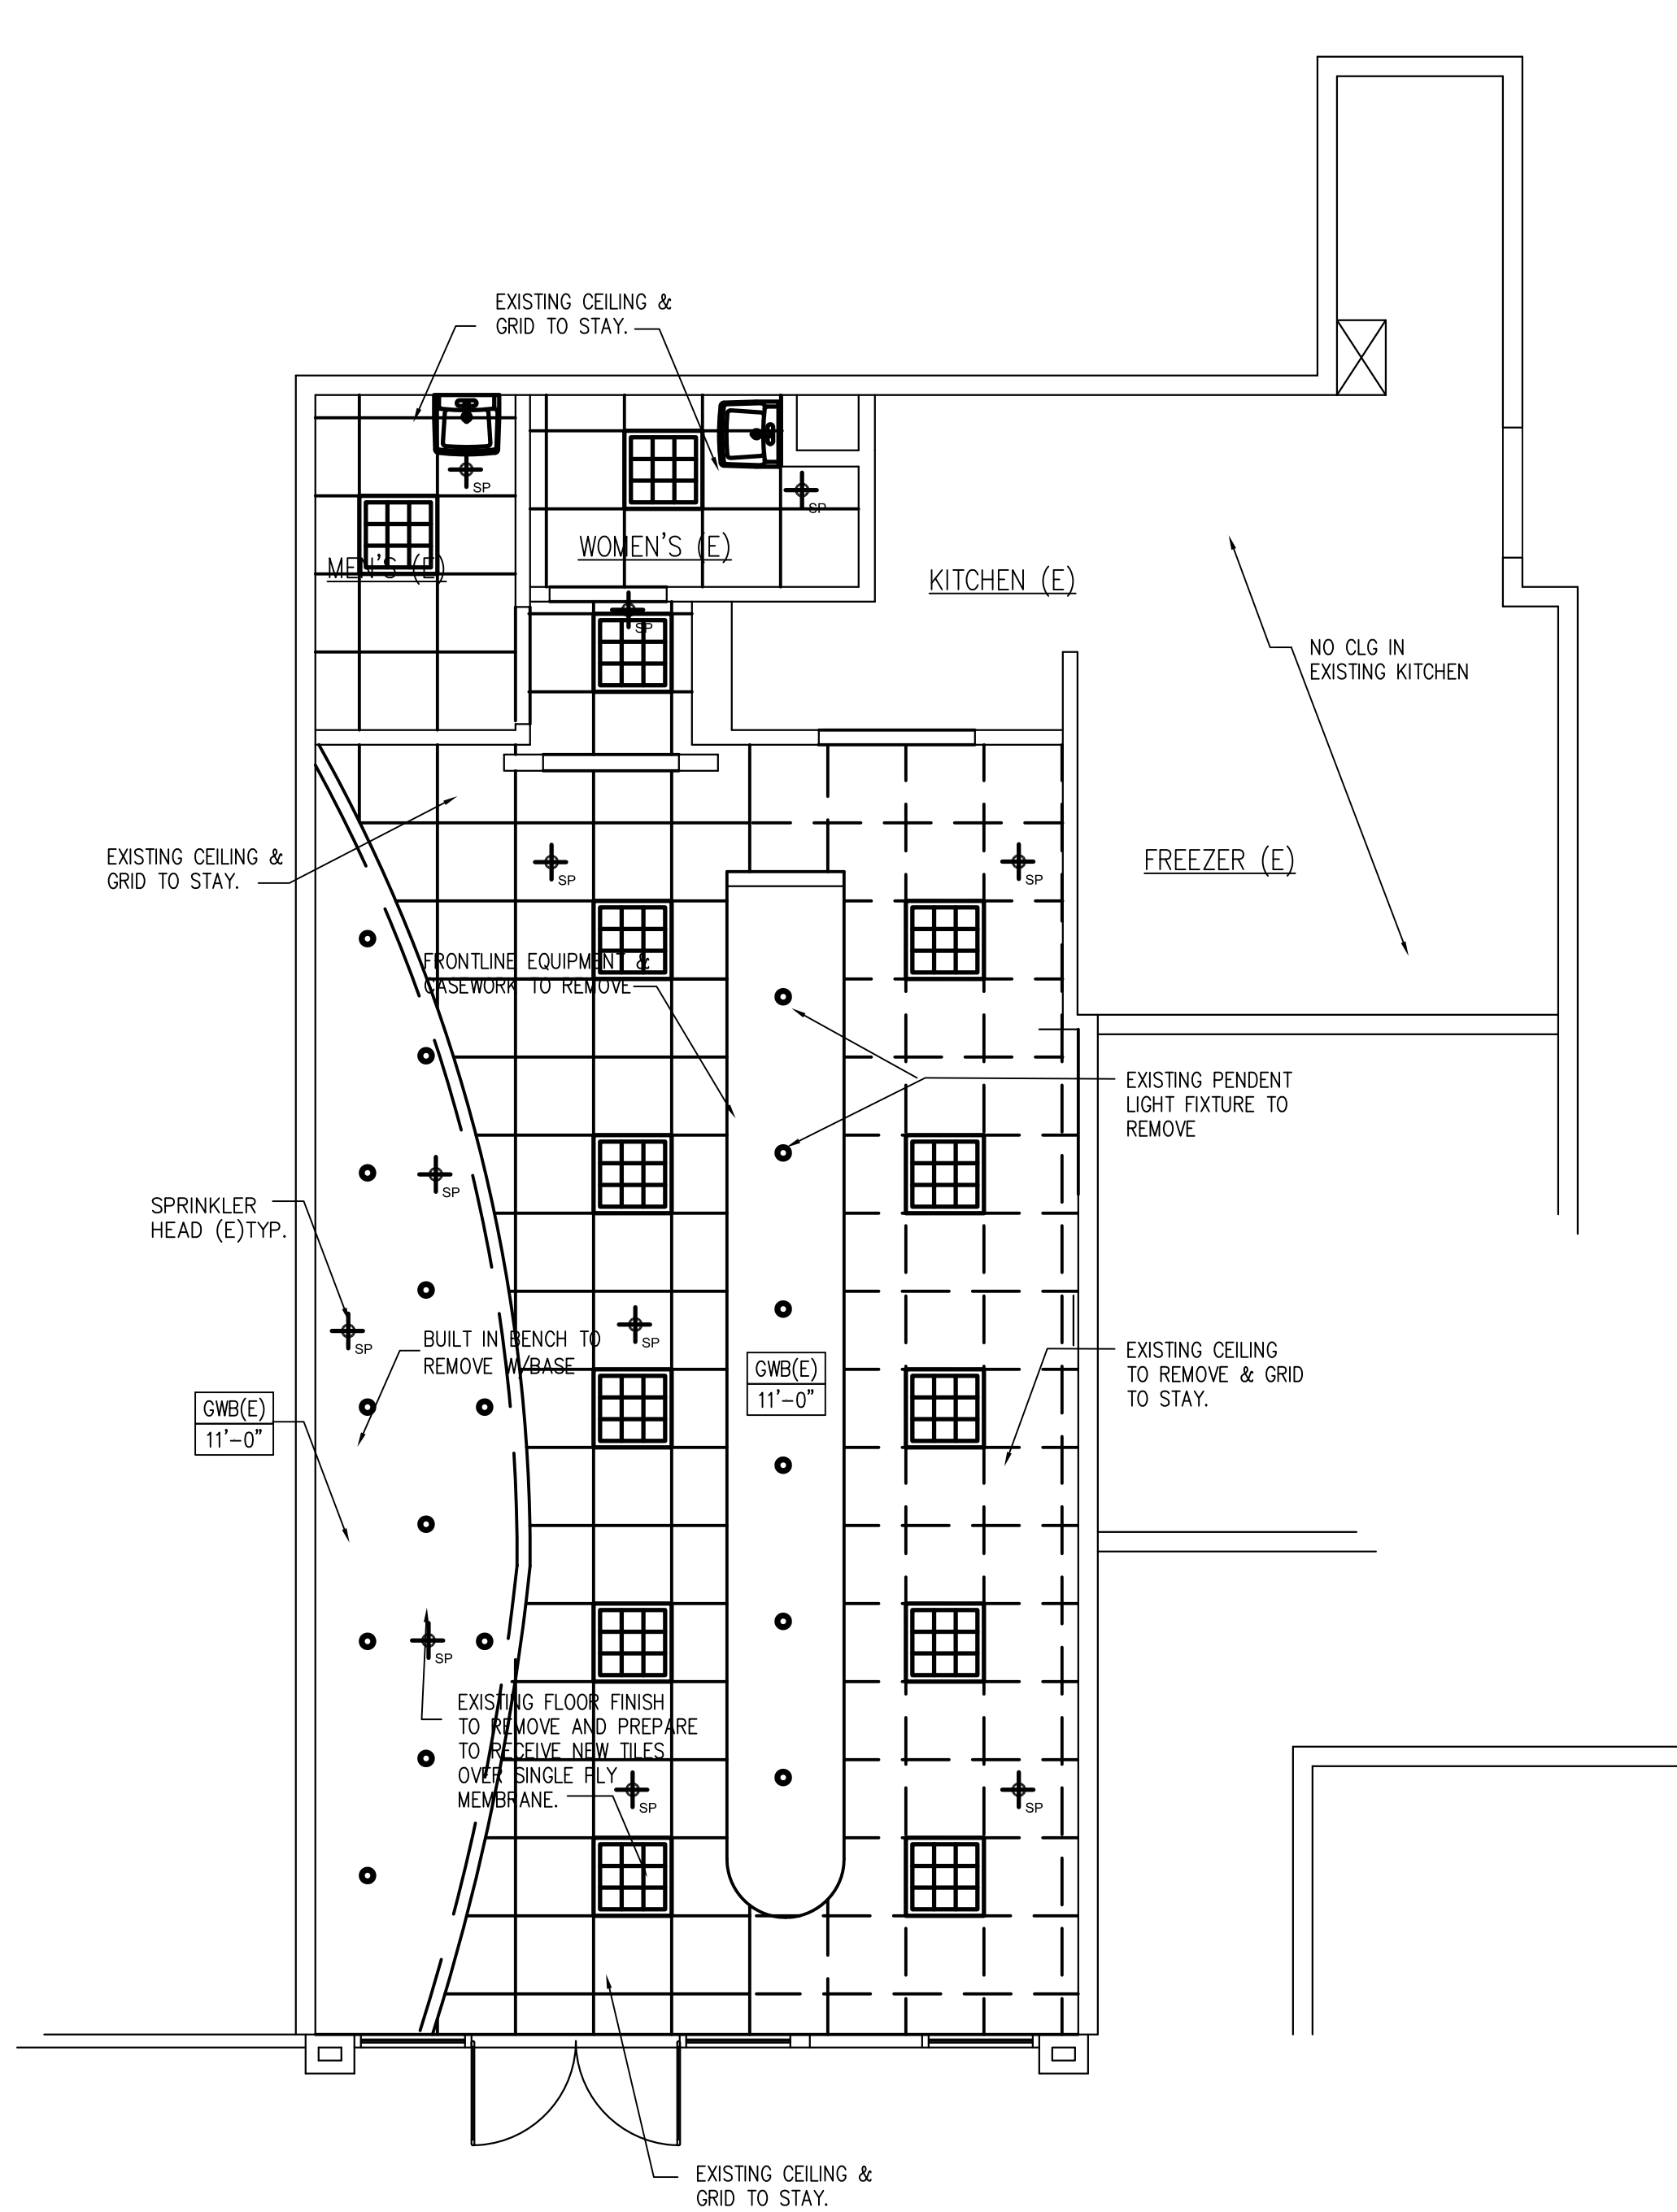 EXISTING CEILING &
GRID TO STAY.
SP
SP
MEN'S (E)
WOMEN'S (E)
KITCHEN (E)
SP
NO CLG IN
EXISTING KITCHEN
EXISTING CEILING &
GRID TO STAY.
FREEZER (E)
SP
SP
FRONTLINE EQUIPMENT &
CASEWORK TO REMOVE
EXISTING PENDENT
LIGHT FIXTURE TO
REMOVE
SP
SPRINKLER
HEAD (E)TYP.
SP
SP
BUILT IN BENCH TO
REMOVE W/BASE
GWB(E)
11'-0"
EXISTING CEILING
TO REMOVE & GRID
TO STAY.
GWB(E)
11'-0"
SP
EXISTING FLOOR FINISH
TO REMOVE AND PREPARE
TO RECEIVE NEW TILES
OVER SINGLE PLY
MEMBRANE.
SP
SP
EXISTING CEILING &
GRID TO STAY.